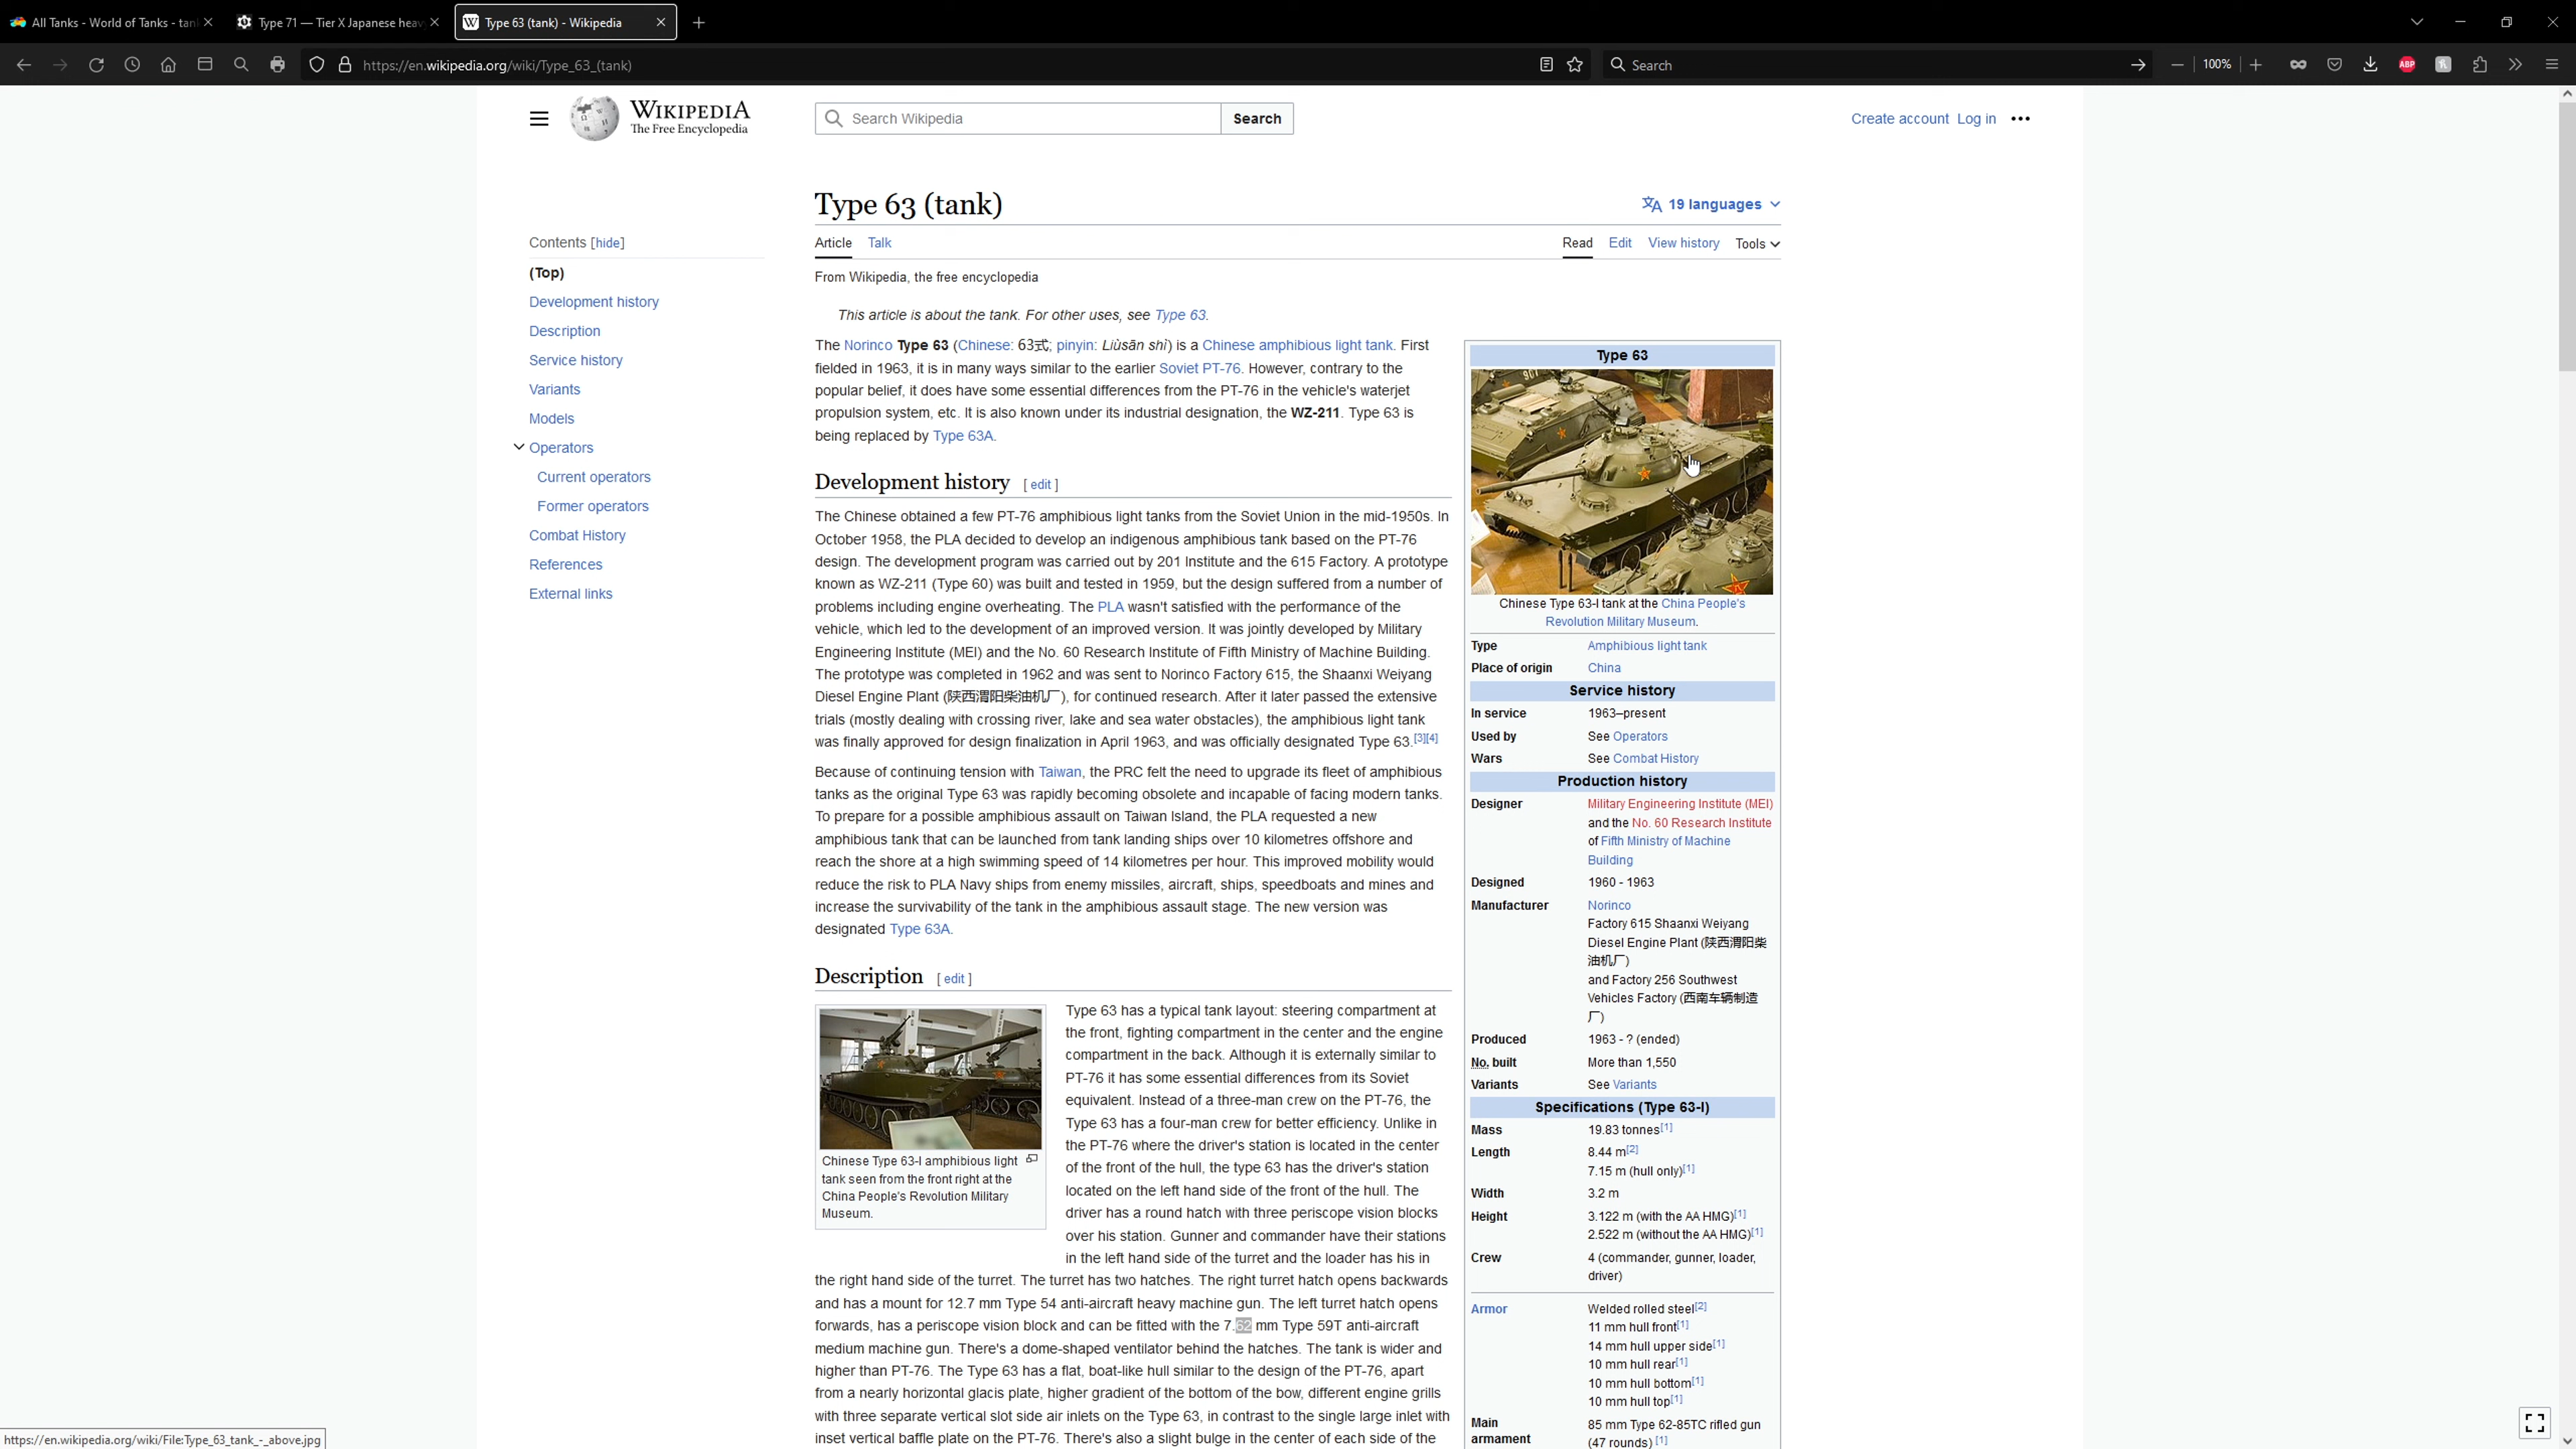 All Tanks - World of Tanks - tan
Type 71 — Tier X Japanese heav
Type 63 (tank) - Wikipedia
https://en.wikipedia.org/wiki/Type_63_(tank)
Search
100%
ABP
WIKIPEDIA
The Free Encyclopedia
Search Wikipedia
Search
Create account Log in
Type 63 (tank)
19 languages
Article Talk
Read Edit View history Tools
From Wikipedia, the free encyclopedia
Contents [hide]
(Top)
Development history
Description
Service history
Variants
Models
Operators
Current operators
Former operators
Combat History
References
External links
This article is about the tank. For other uses, see Type 63.
The Norinco Type 63 (Chinese: 63式; pinyin: Liùsān shì) is a Chinese amphibious light tank. First
fielded in 1963, it is in many ways similar to the earlier Soviet PT-76. However, contrary to the
popular belief, it does have some essential differences from the PT-76 in the vehicle's waterjet
propulsion system, etc. It is also known under its industrial designation, the WZ-211. Type 63 is
being replaced by Type 63A.
Development history [ edit ]
The Chinese obtained a few PT-76 amphibious light tanks from the Soviet Union in the mid-1950s. In
October 1958, the PLA decided to develop an indigenous amphibious tank based on the PT-76
design. The development program was carried out by 201 Institute and the 615 Factory. A prototype
known as WZ-211 (Type 60) was built and tested in 1959, but the design suffered from a number of
problems including engine overheating. The PLA wasn't satisfied with the performance of the
vehicle, which led to the development of an improved version. It was jointly developed by Military
Engineering Institute (MEI) and the No. 60 Research Institute of Fifth Ministry of Machine Building.
The prototype was completed in 1962 and was sent to Norinco Factory 615, the Shaanxi Weiyang
Diesel Engine Plant (陕西渭阳柴油机厂), for continued research. After it later passed the extensive
trials (mostly dealing with crossing river, lake and sea water obstacles), the amphibious light tank
was finally approved for design finalization in April 1963, and was officially designated Type 63.[3][4]
Because of continuing tension with Taiwan, the PRC felt the need to upgrade its fleet of amphibious
tanks as the original Type 63 was rapidly becoming obsolete and incapable of facing modern tanks.
To prepare for a possible amphibious assault on Taiwan Island, the PLA requested a new
amphibious tank that can be launched from tank landing ships over 10 kilometres offshore and
reach the shore at a high swimming speed of 14 kilometres per hour. This improved mobility would
reduce the risk to PLA Navy ships from enemy missiles, aircraft, ships, speedboats and mines and
increase the survivability of the tank in the amphibious assault stage. The new version was
designated Type 63A.
Description [ edit ]
Chinese Type 63-I amphibious light
tank seen from the front right at the
China People's Revolution Military
Museum.
Type 63 has a typical tank layout: steering compartment at
the front, fighting compartment in the center and the engine
compartment in the back. Although it is externally similar to
PT-76 it has some essential differences from its Soviet
equivalent. Instead of a three-man crew on the PT-76, the
Type 63 has a four-man crew for better efficiency. Unlike in
the PT-76 where the driver's station is located in the center
of the front of the hull, the type 63 has the driver's station
located on the left hand side of the front of the hull. The
driver has a round hatch with three periscope vision blocks
over his station. Gunner and commander have their stations
in the left hand side of the turret and the loader has his in
the right hand side of the turret. The turret has two hatches. The right turret hatch opens backwards
and has a mount for 12.7 mm Type 54 anti-aircraft heavy machine gun. The left turret hatch opens
forwards, has a periscope vision block and can be fitted with the 7.62 mm Type 59T anti-aircraft
medium machine gun. There's a dome-shaped ventilator behind the hatches. The tank is wider and
higher than PT-76. The Type 63 has a flat, boat-like hull similar to the design of the PT-76, apart
from a nearly horizontal glacis plate, higher gradient of the bottom of the bow, different engine grills
with three separate vertical slot side air inlets on the Type 63, in contrast to the single large inlet with
inset vertical baffle plate on the PT-76. There's also a slight bulge in the center of each side of the
Type 63
Chinese Type 63-I tank at the China People's
Revolution Military Museum.
Type Amphibious light tank
Place of origin China
Service history
In service 1963–present
Used by See Operators
Wars See Combat History
Production history
Designer Military Engineering Institute (MEI)
and the No. 60 Research Institute
of Fifth Ministry of Machine
Building
Designed 1960 - 1963
Manufacturer Norinco
Factory 615 Shaanxi Weiyang
Diesel Engine Plant (陕西渭阳柴
油机厂)
and Factory 256 Southwest
Vehicles Factory (西南车辆制造
厂)
Produced 1963 - ? (ended)
No. built More than 1,550
Variants See Variants
Specifications (Type 63-I)
Mass 19.83 tonnes[1]
Length 8.44 m[2]
7.15 m (hull only)[1]
Width 3.2 m
Height 3.122 m (with the AA HMG)[1]
2.522 m (without the AA HMG)[1]
Crew 4 (commander, gunner, loader,
driver)
Armor Welded rolled steel[2]
11 mm hull front[1]
14 mm hull upper side[1]
10 mm hull rear[1]
10 mm hull bottom[1]
10 mm hull top[1]
Main armament 85 mm Type 62-85TC rifled gun
(47 rounds) [1]
https://en.wikipedia.org/wiki/File:Type_63_tank_-_above.jpg